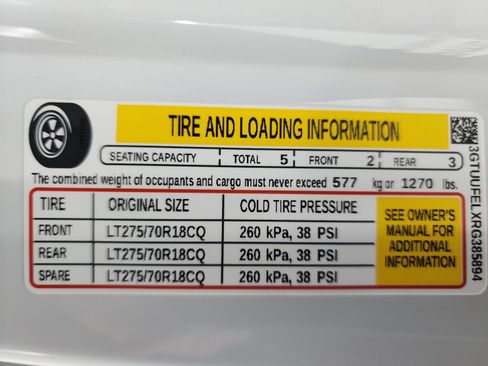 TIRE AND LOADING INFORMATION
SEATING CAPACITY TOTAL 5 FRONT 2 REAR 3
The combined weight of occupants and cargo must never exceed 577 kg or 1270 lbs.
TIRE ORIGINAL SIZE COLD TIRE PRESSURE
FRONT LT275/70R18CQ 260 kPa, 38 PSI
REAR LT275/70R18CQ 260 kPa, 38 PSI
SPARE LT275/70R18CQ 260 kPa, 38 PSI
SEE OWNER'S
MANUAL FOR
ADDITIONAL
INFORMATION
3GTUUFELXRG385894